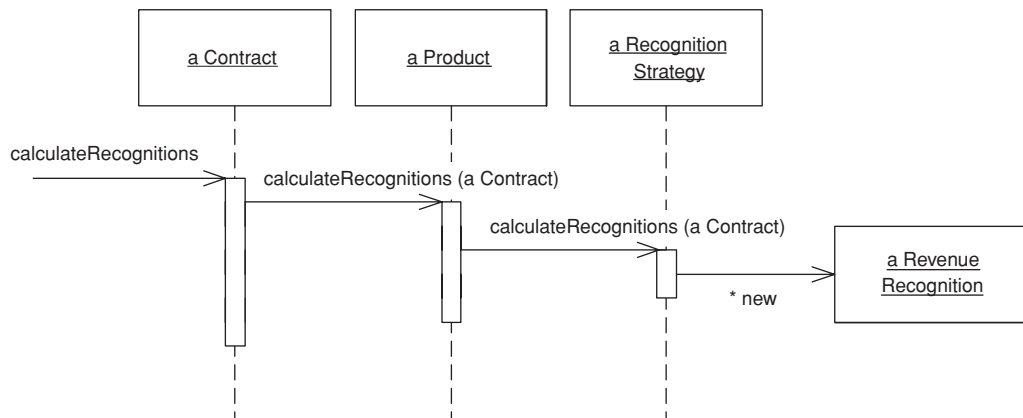 a Contract
a Product
a Recognition
Strategy
calculateRecognitions
calculateRecognitions (a Contract)
calculateRecognitions (a Contract)
a Revenue
Recognition
* new